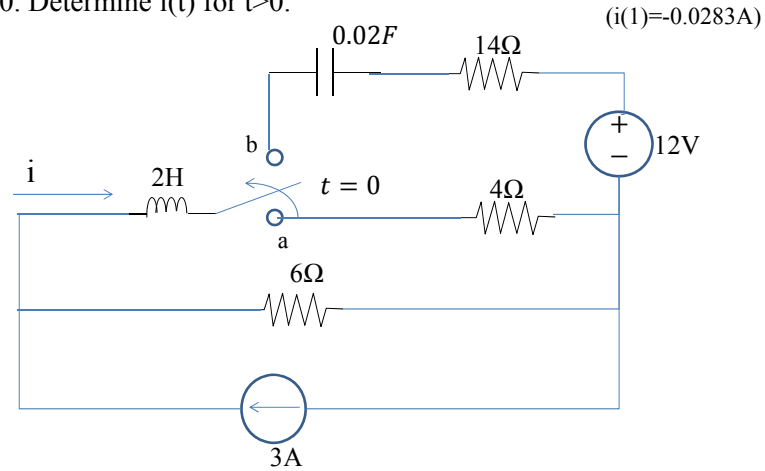 0. Determine i(t) for t>0.
(i(1)=-0.0283A)
0.02F
14Ω
b
+
−
12V
i
2H
t = 0
4Ω
a
6Ω
3A